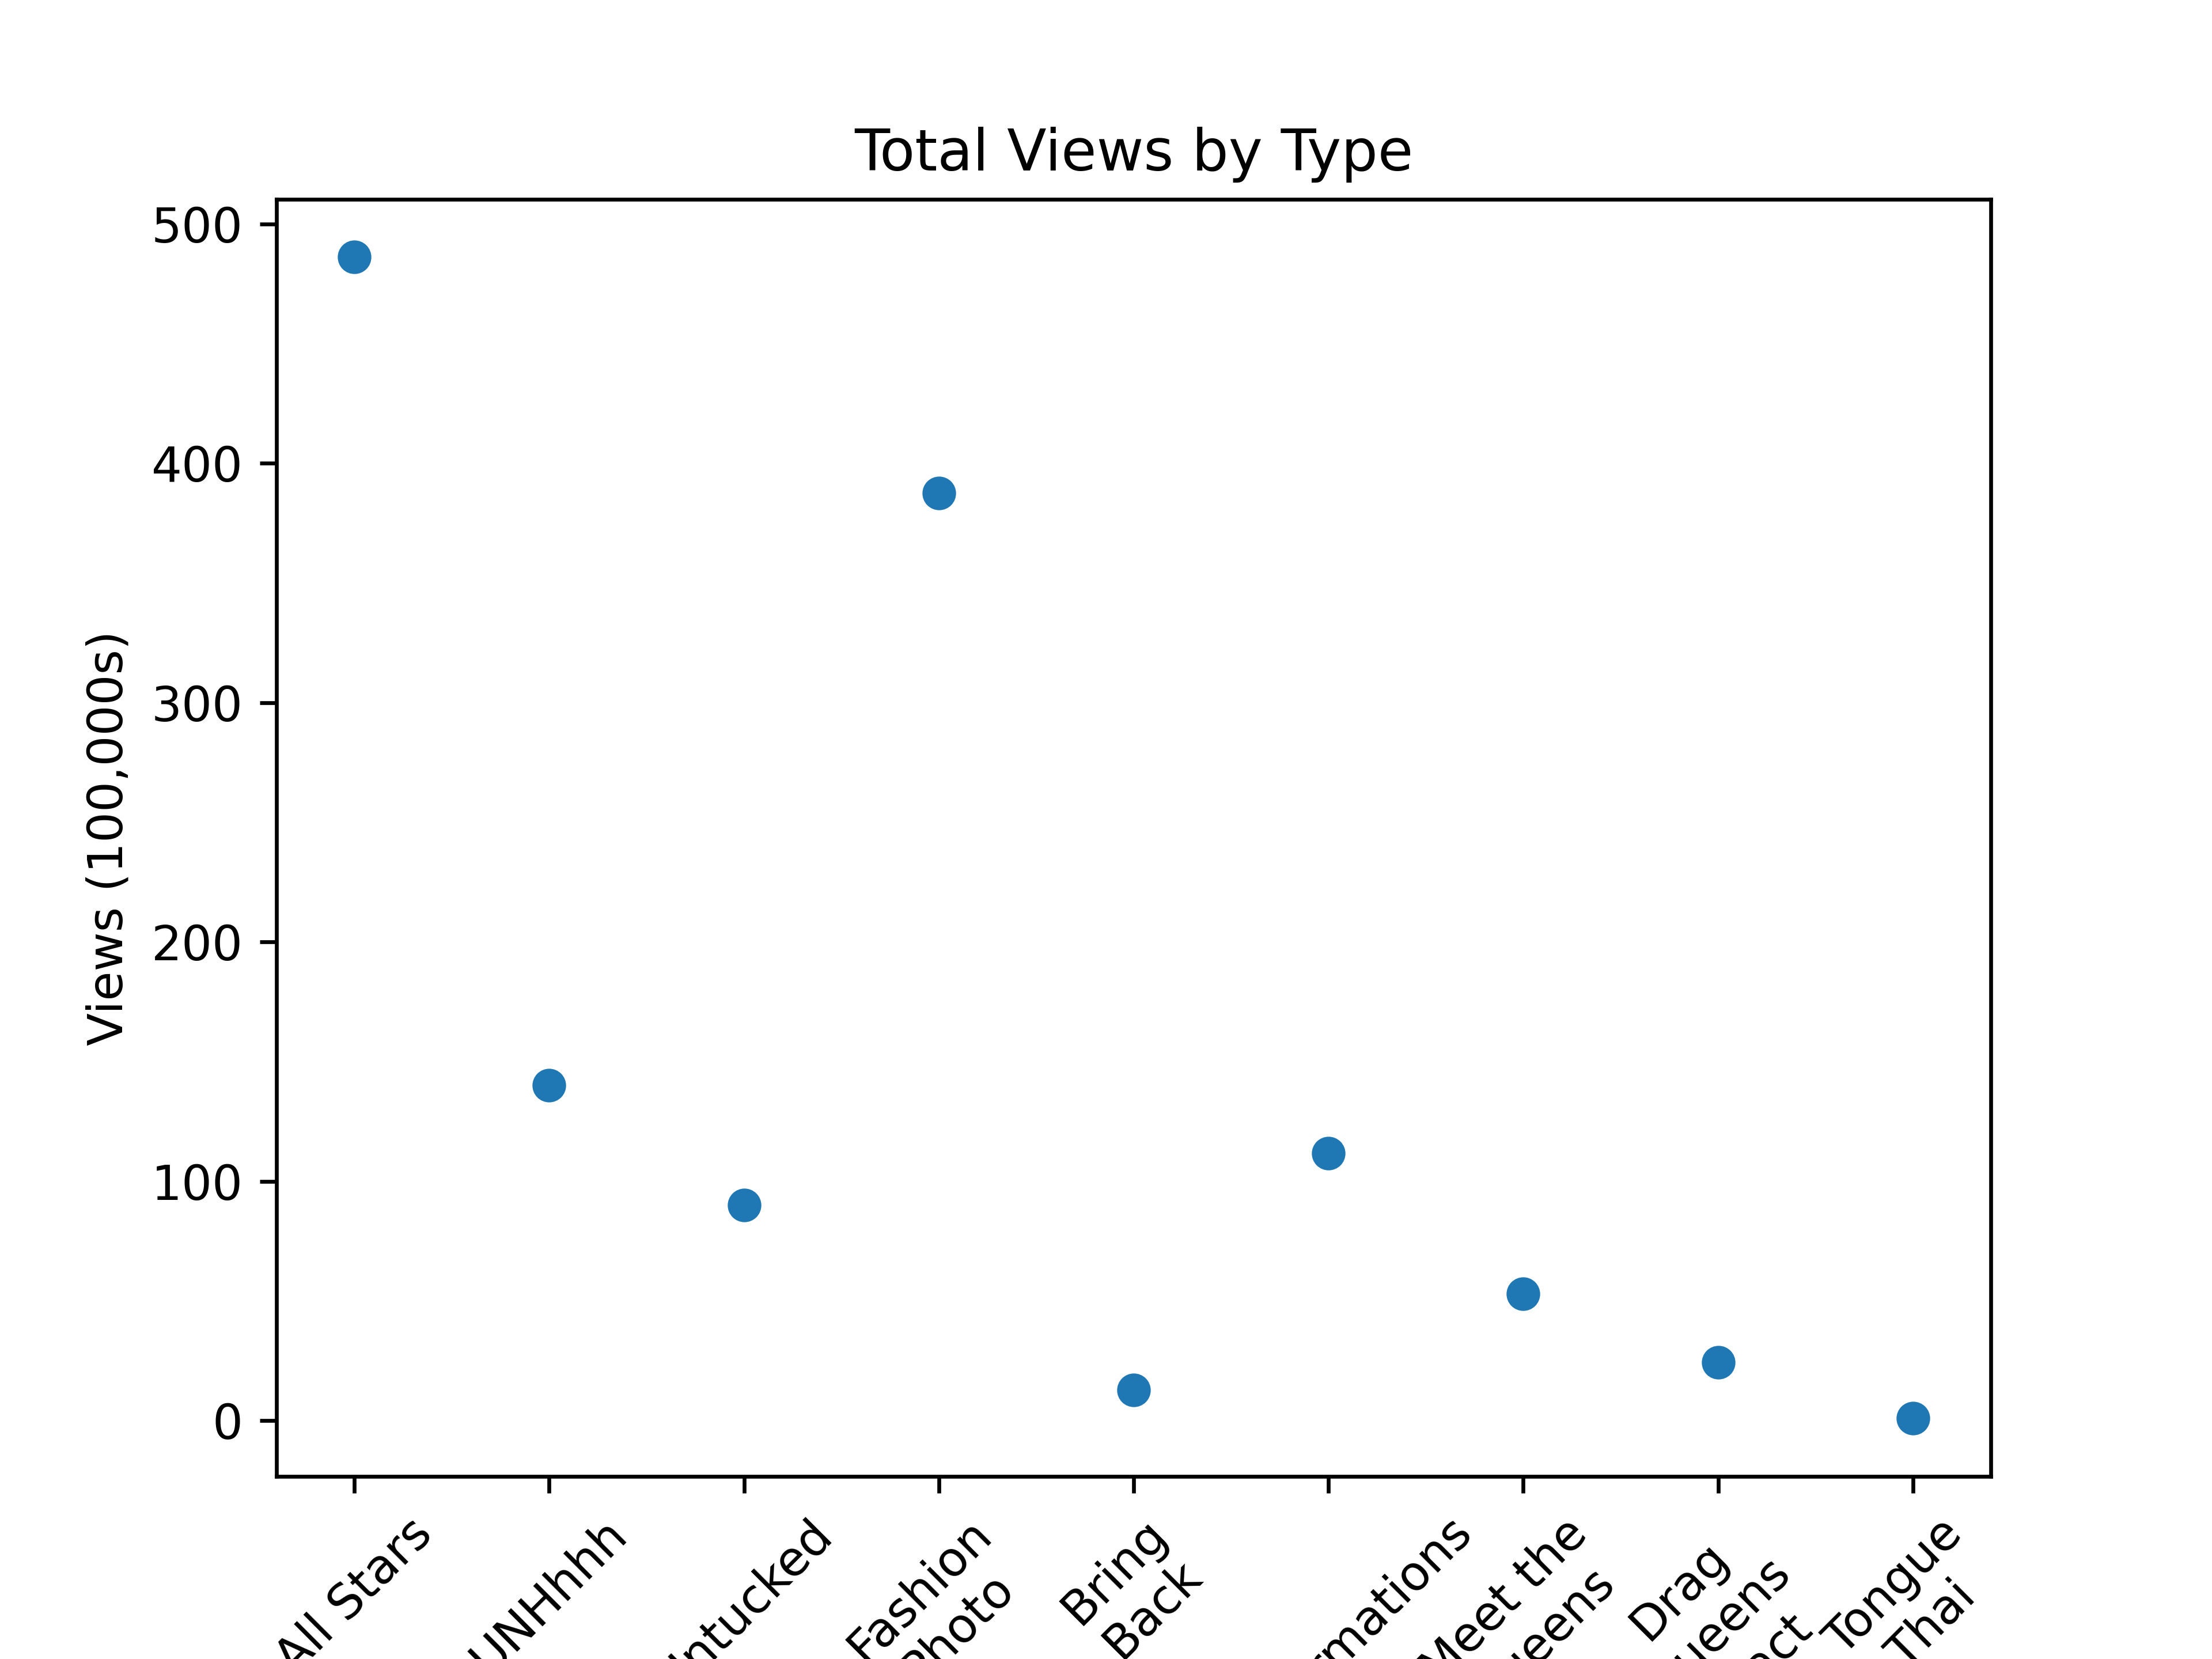 Total Views by Type
Views (100,000s)
500
400
300
200
100
0
All Stars
UNHhhh
Untucked
Fashion
Photo
Bring
Back
Meet the
Drag
Tongue
Thai